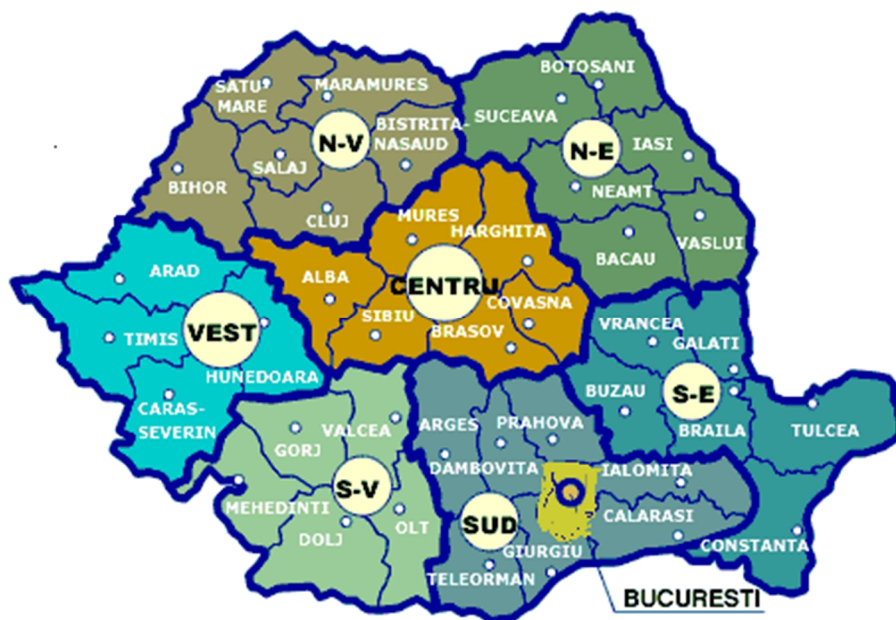 BOTOSANI
SATU-
MARE
MARAMURES
SUCEAVA
BISTRITA-
NASAUD
N-V
N-E
IASI
SALAJ
BIHOR
NEAMT
CLUJ
MURES
HARGHITA
VASLUI
BACAU
ARAD
ALBA
CENTRU
COVASNA
SIBIU
BRASOV
VRANCEA
GALATI
TIMIS
VEST
HUNEDOARA
BUZAU
S-E
CARAS-
SEVERIN
VALCEA
ARGES
PRAHOVA
BRAILA
TULCEA
GORJ
DAMBOVITA
IALOMITA
S-V
MEHEDINTI
OLT
SUD
CALARASI
DOLJ
GIURGIU
CONSTANTA
TELEORMAN
BUCURESTI